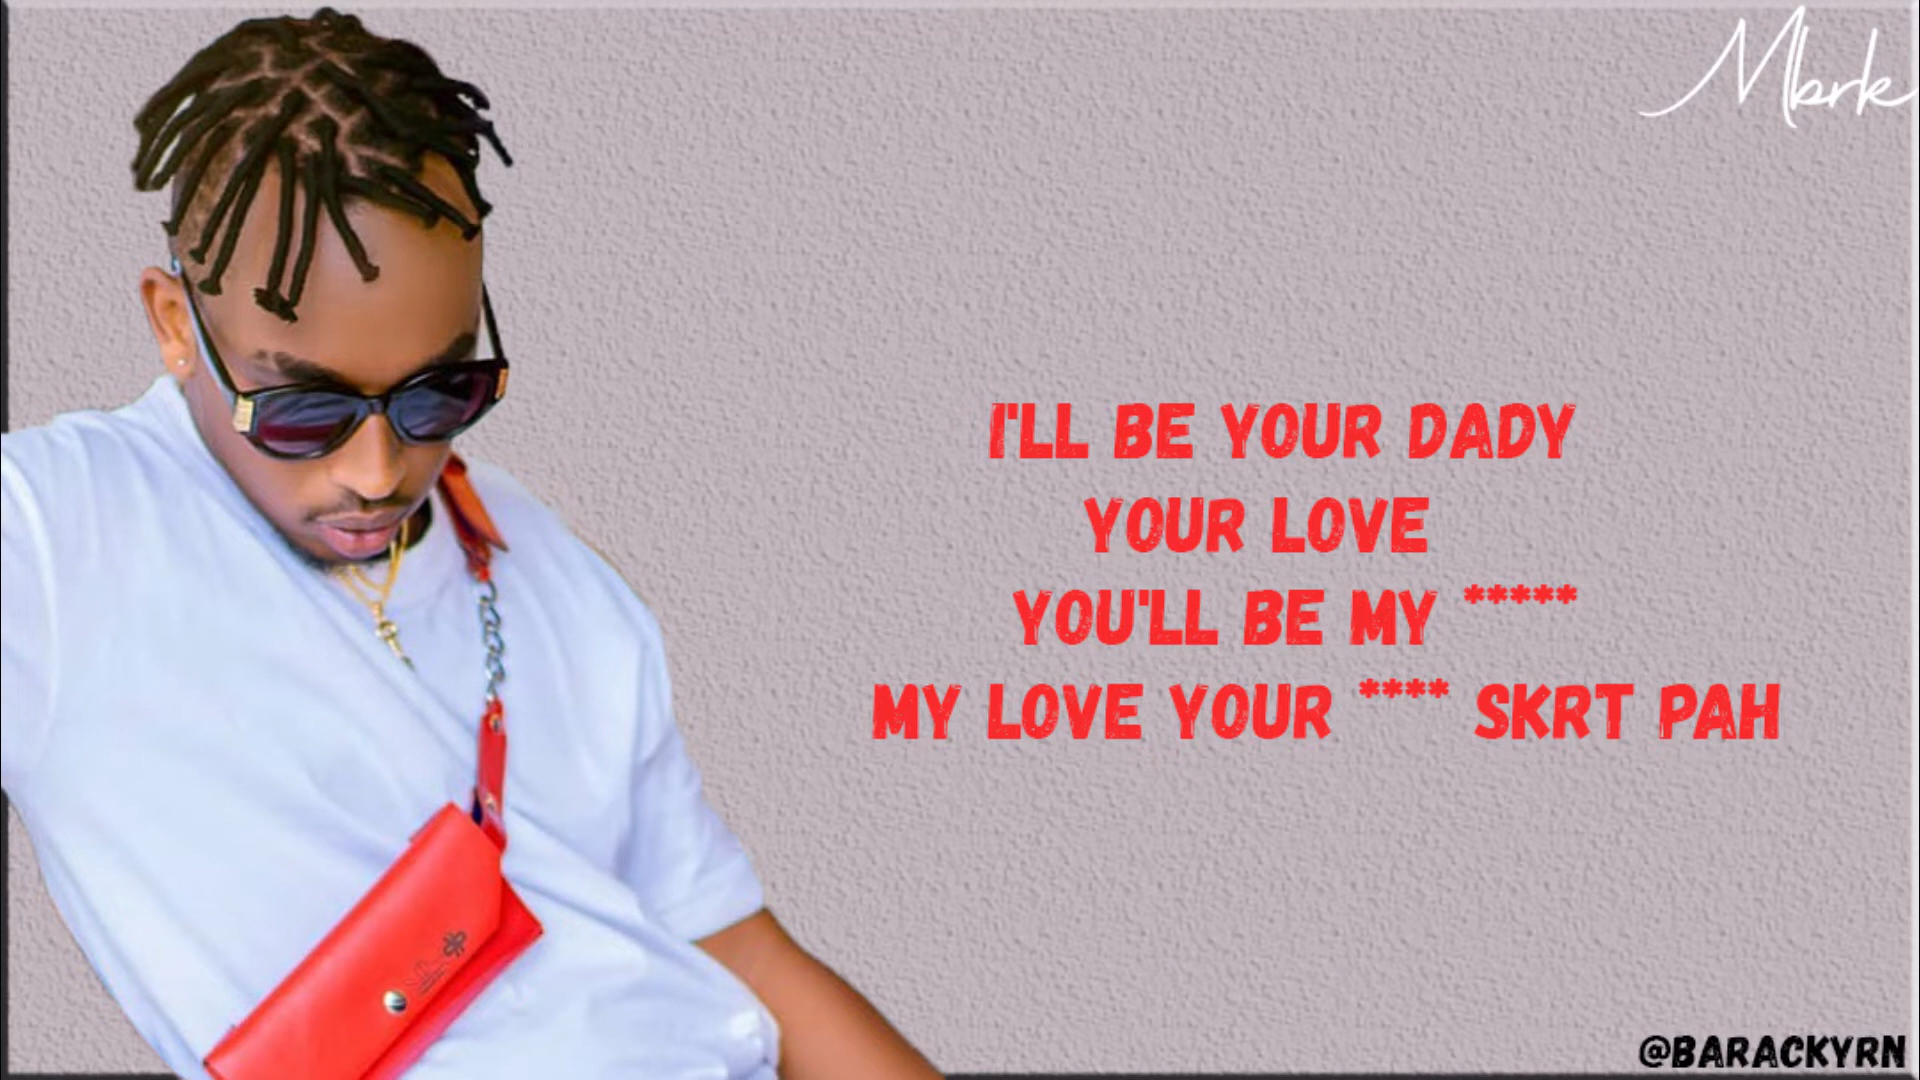 Mbrk
I'LL BE YOUR DADY
YOUR LOVE
YOU'LL BE MY *****
MY LOVE YOUR **** SKRT PAH
@BARACKYRN